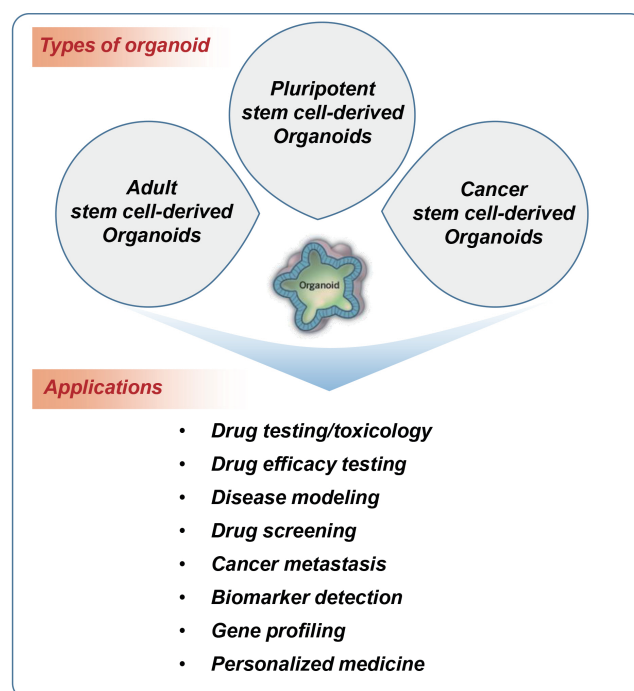 Types of organoid
Pluripotent
stem cell-derived
Organoids
Adult
stem cell-derived
Organoids
Cancer
stem cell-derived
Organoids
Organoid
Applications
• Drug testing/toxicology
• Drug efficacy testing
• Disease modeling
• Drug screening
• Cancer metastasis
• Biomarker detection
• Gene profiling
• Personalized medicine